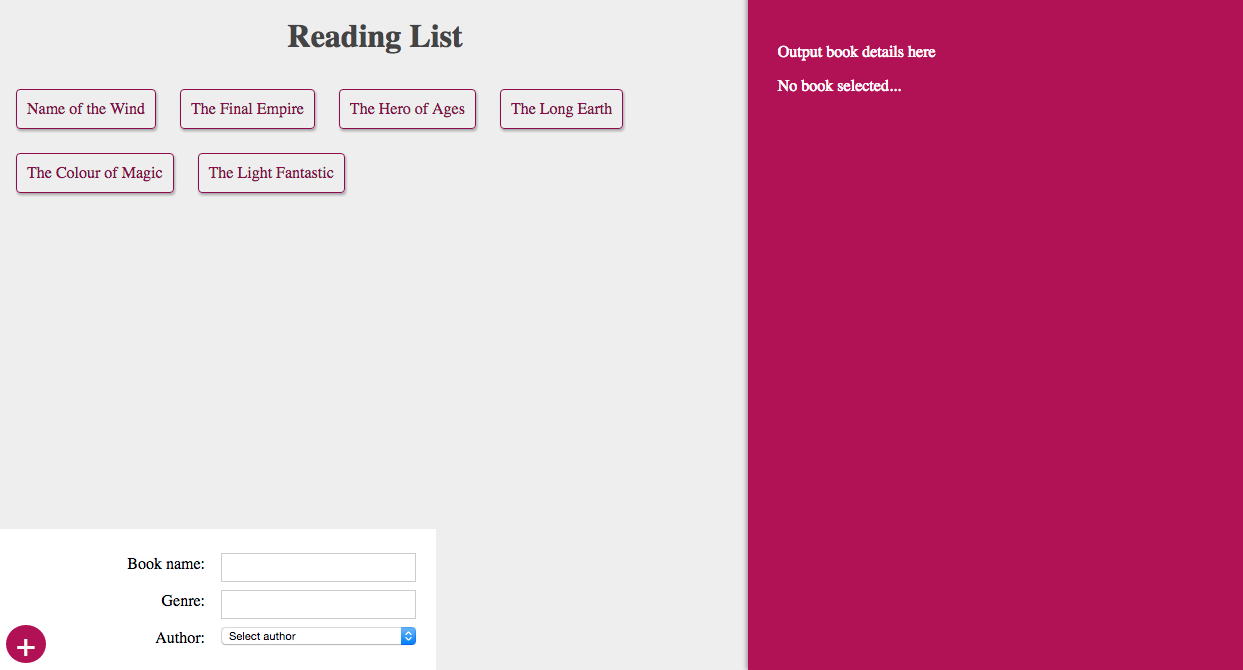 Reading List
Name of the Wind
The Final Empire
The Hero of Ages
The Long Earth
The Colour of Magic
The Light Fantastic
Output book details here
No book selected...
Book name:
Genre:
Author: Select author
+